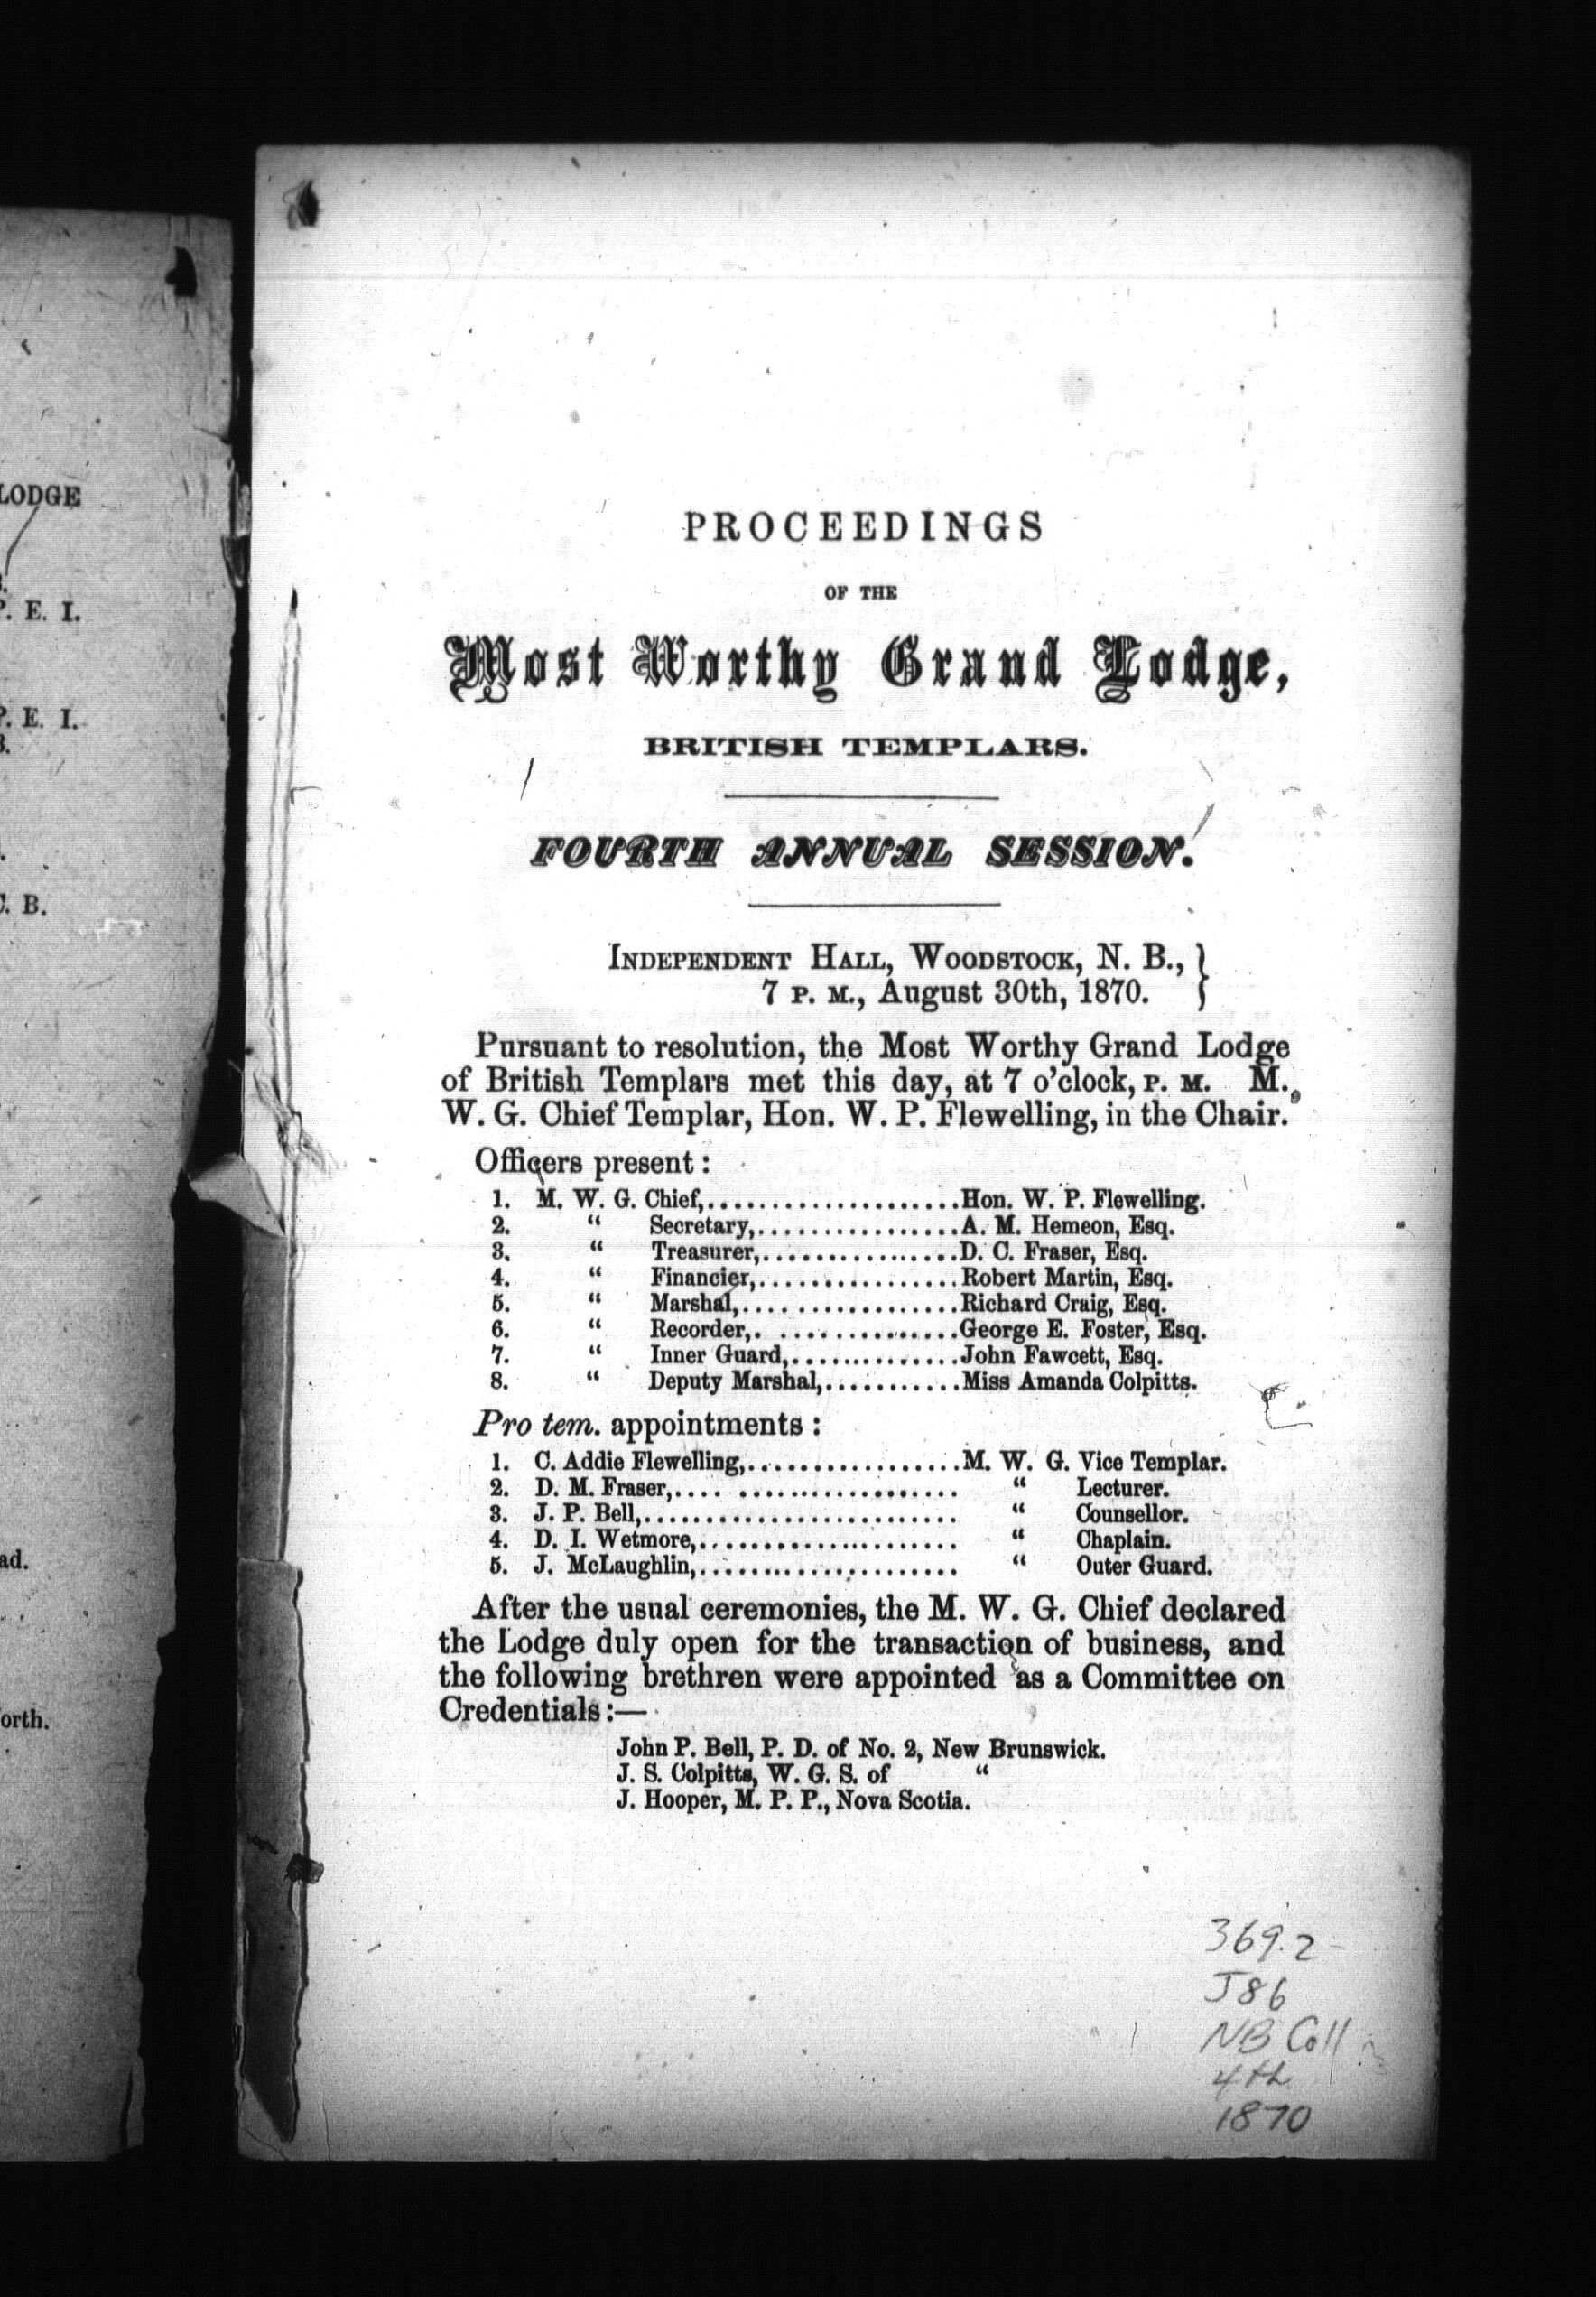 LODGE
P. E. I.
P. E. I.
C. B.
ad.
orth.
PROCEEDINGS
OF THE
Most Worthy Grand Lodge,
BRITISH TEMPLARS.
FOURTH ANNUAL SESSION.
INDEPENDENT HALL, WOODSTOCK, N. B., }
7 P. M., August 30th, 1870.
Pursuant to resolution, the Most Worthy Grand Lodge
of British Templars met this day, at 7 o'clock, P. M. M.
W. G. Chief Templar, Hon. W. P. Flewelling, in the Chair.
Officers present :
1. M. W. G. Chief,....................Hon. W. P. Flewelling.
2. “ Secretary,................A. M. Hemeon, Esq.
3. “ Treasurer,................D. C. Fraser, Esq.
4. “ Financier,................Robert Martin, Esq.
5. “ Marshal,.................Richard Craig, Esq.
6. “ Recorder,. ..............George E. Foster, Esq.
7. “ Inner Guard,.............John Fawcett, Esq.
8. “ Deputy Marshal,...........Miss Amanda Colpitts.
Pro tem. appointments :
1. C. Addie Flewelling,.................M. W. G. Vice Templar.
2. D. M. Fraser,.... .................. “ Lecturer.
3. J. P. Bell,......................... “ Counsellor.
4. D. I. Wetmore,..................... “ Chaplain.
5. J. McLaughlin,..................... “ Outer Guard.
After the usual ceremonies, the M. W. G. Chief declared
the Lodge duly open for the transaction of business, and
the following brethren were appointed as a Committee on
Credentials :—
John P. Bell, P. D. of No. 2, New Brunswick.
J. S. Colpitts, W. G. S. of “
J. Hooper, M. P. P., Nova Scotia.
369.2
J86
NB Coll
4th
1870